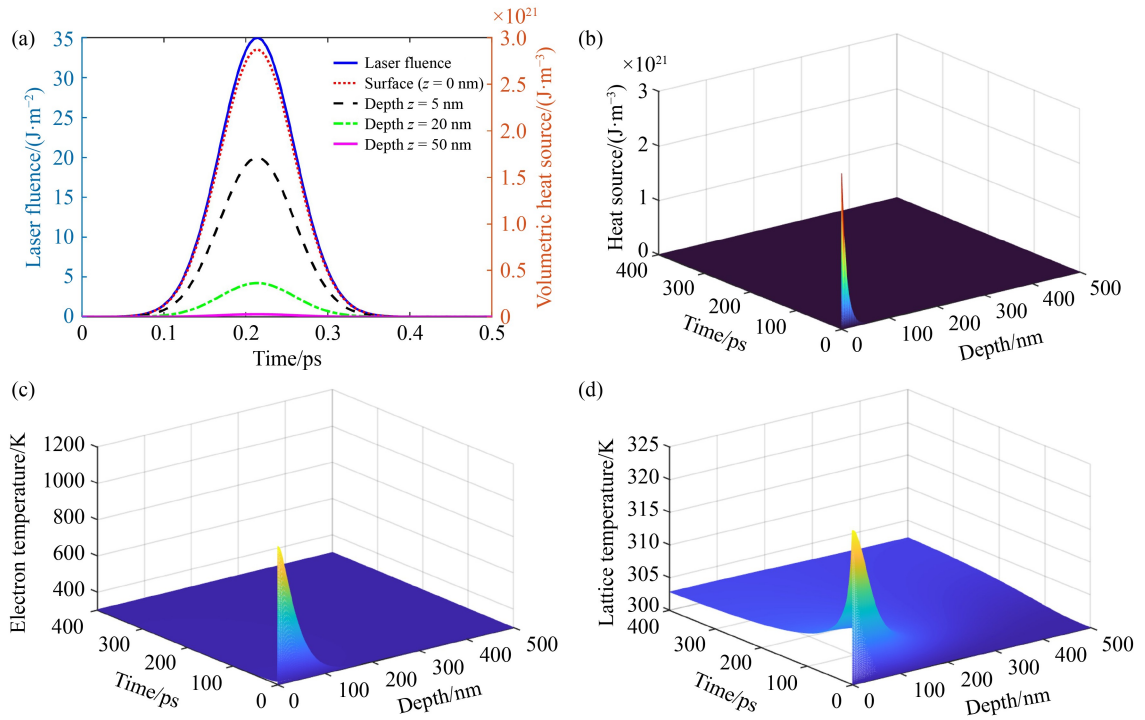 (a)
×10²¹
35
30
25
20
15
10
5
0
Laser fluence/(J·m⁻²)
3.0
2.5
2.0
1.5
1.0
0.5
0
Volumetric heat source/(J·m⁻³)
Laser fluence
Surface (z = 0 nm)
Depth z = 5 nm
Depth z = 20 nm
Depth z = 50 nm
0 0.1 0.2 0.3 0.4 0.5
Time/ps
(b)
×10²¹
3
2
1
0
Heat source/(J·m⁻³)
400 300 200 100 0
Time/ps
0 100 200 300 400 500
Depth/nm
(c)
1200
1000
800
600
400
Electron temperature/K
400 300 200 100 0
Time/ps
0 100 200 300 400 500
Depth/nm
(d)
325
320
315
310
305
300
Lattice temperature/K
400 300 200 100 0
Time/ps
0 100 200 300 400 500
Depth/nm